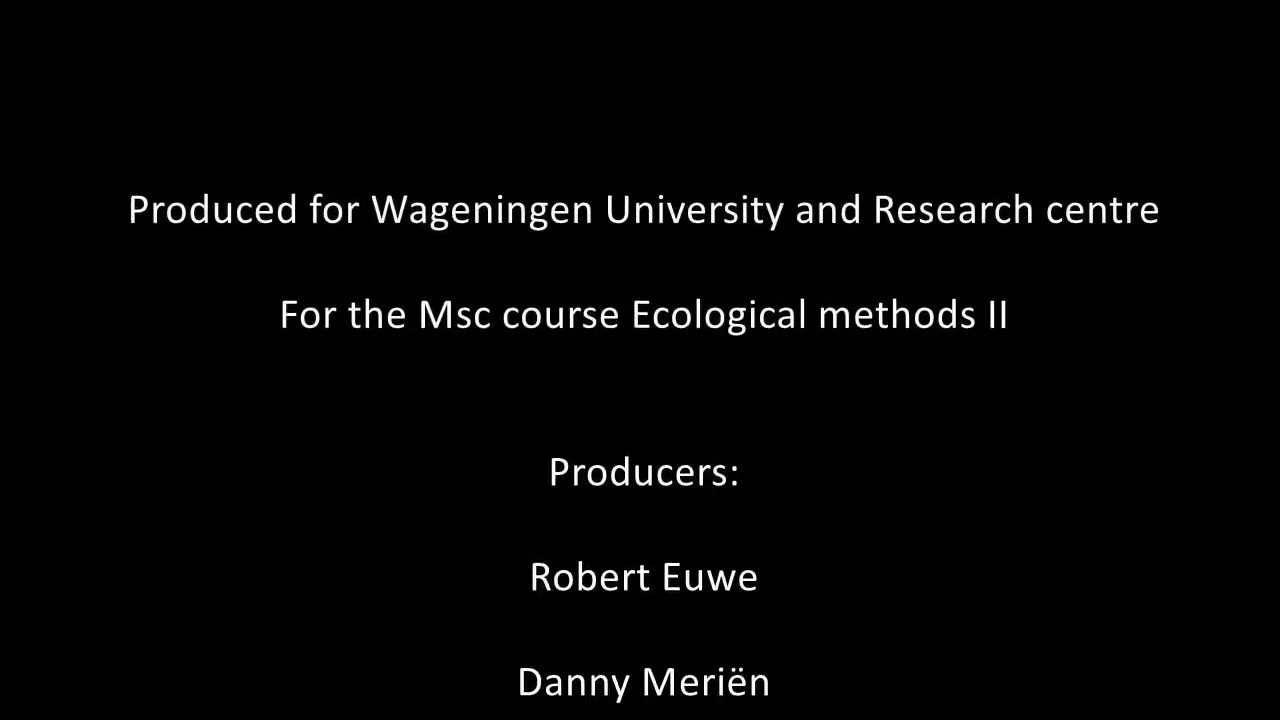 Produced for Wageningen University and Research centre
For the Msc course Ecological methods II
Producers:
Robert Euwe
Danny Meriën